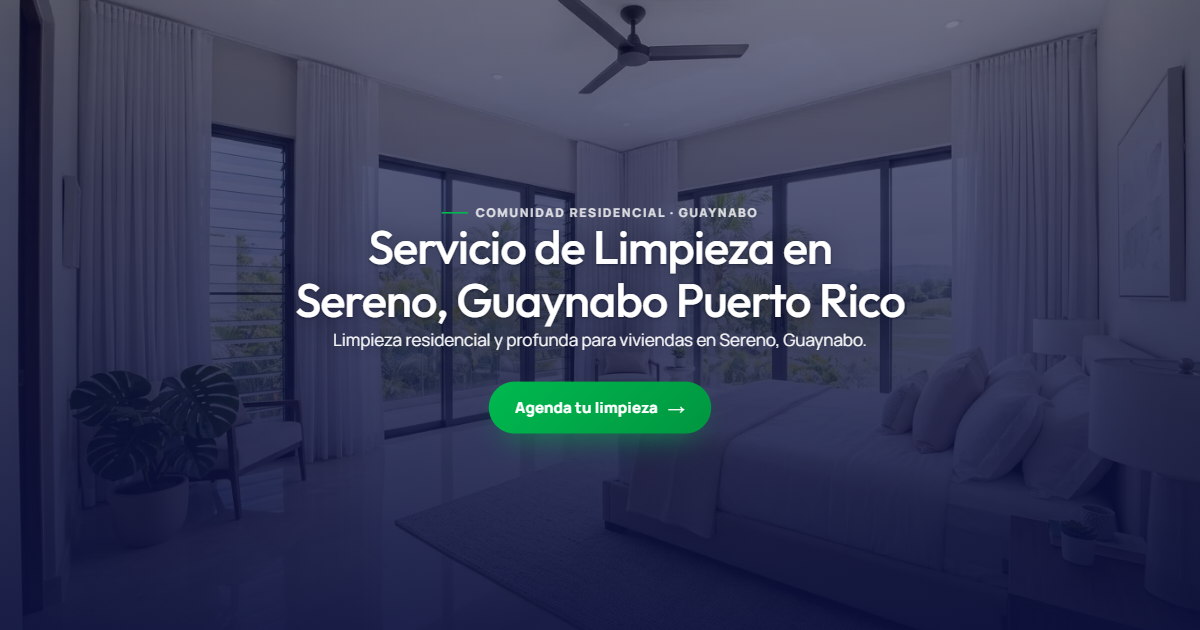 COMUNIDAD RESIDENCIAL · GUAYNABO
Servicio de Limpieza en
Sereno, Guaynabo Puerto Rico
Limpieza residencial y profunda para viviendas en Sereno, Guaynabo.
Agenda tu limpieza →